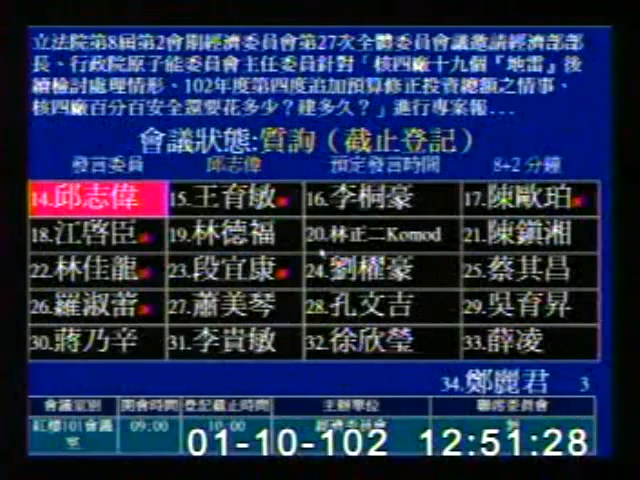 立法院第8屆第2會期經濟委員會第27次全體委員會議邀請經濟部部
長、行政院原子能委員會主任委員針對「核四廠十九個『地雷』後
續檢討處理情形、102年度第四度追加預算修正投資總額之情事、
核四廠百分百安全還要花多少？建多久？」進行專案報...
會議狀態:質詢（截止登記）
發言委員 邱志偉 預定發言時間 8+2 分鐘
14.邱志偉 15.王育敏 16.李桐豪 17.陳歐珀
18.江啓臣 19.林德福 20.林正二Komod 21.陳鎮湘
22.林佳龍 23.段宜康 24.劉櫂豪 25.蔡其昌
26.羅淑蕾 27.蕭美琴 28.孔文吉 29.吳育昇
30.蔣乃辛 31.李貴敏 32.徐欣瑩 33.薛凌
34.鄭麗君 3
會議室別 開會時間 登記截止時間 主辦單位 聯席委員會
紅樓101會議室 09:00 10:00 經濟委員會 無
01-10-102 12:51:28